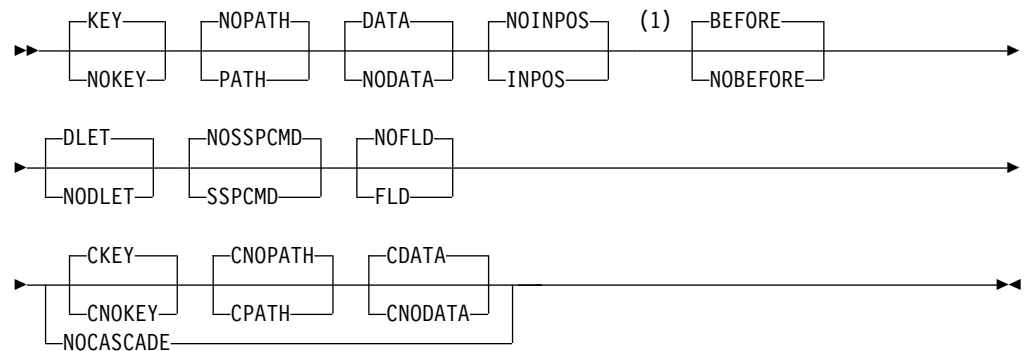 KEY NOPATH DATA NOINPOS (1) BEFORE
NOKEY PATH NODATA INPOS NOBEFORE
DLET NOSSPCMD NOFLD
NODLET SSPCMD FLD
CKEY CNOPATH CDATA
CNOKEY CPATH CNODATA
NOCASCADE